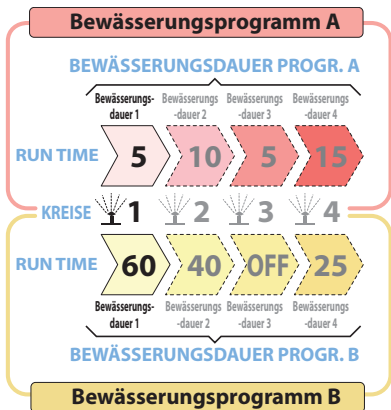 Bewässerungsprogramm A
BEWÄSSERUNGSDAUER PROGR. A
Bewässerungs- Bewässerungs Bewässerungs Bewässerungs
dauer 1 -dauer 2 -dauer 3 -dauer 4
RUN TIME 5 10 5 15
KREISE 1 2 3 4
RUN TIME 60 40 OFF 25
Bewässerungs- Bewässerungs Bewässerungs Bewässerungs
dauer 1 -dauer 2 -dauer 3 -dauer 4
BEWÄSSERUNGSDAUER PROGR. B
Bewässerungsprogramm B